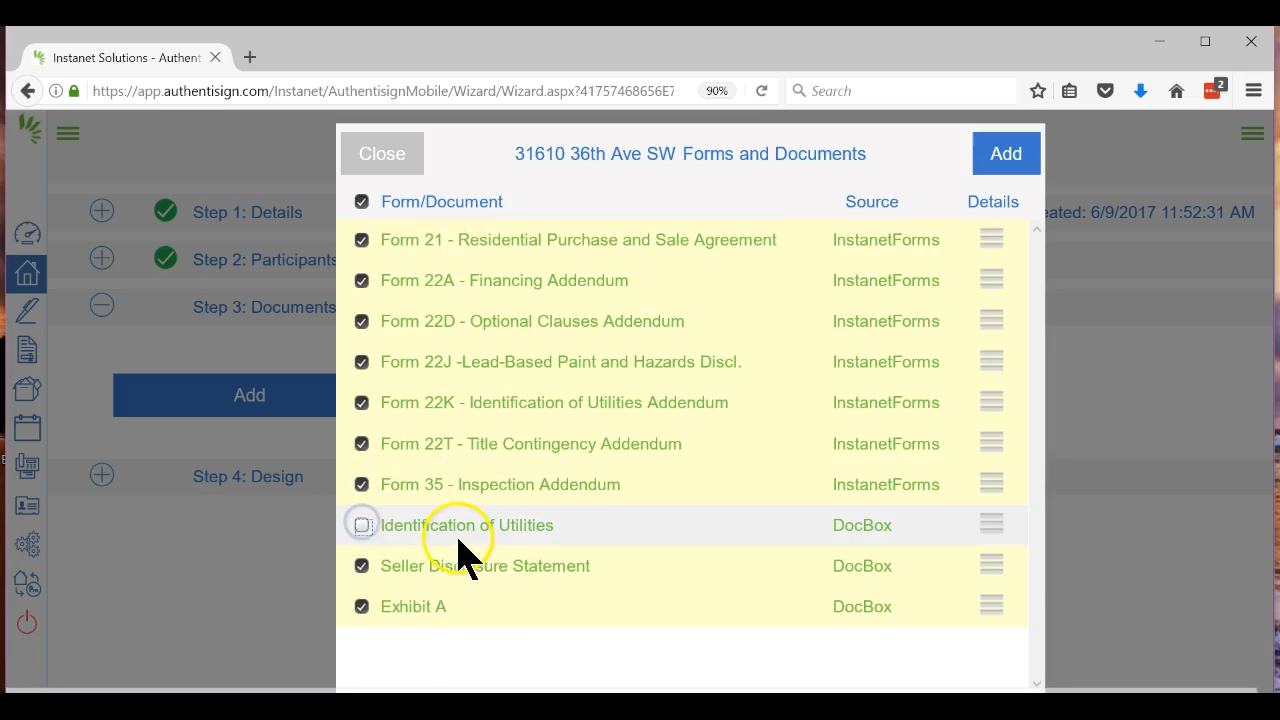 Instanet Solutions - Authent
https://app.authentisign.com/Instanet/AuthentisignMobile/Wizard/Wizard.aspx?41757468656E7
90%
Search
2
Close
31610 36th Ave SW Forms and Documents
Add
Form/Document
Source
Details
Step 1: Details
eated: 6/9/2017 11:52:31 AM
Form 21 - Residential Purchase and Sale Agreement
InstanetForms
Step 2: Participants
Form 22A - Financing Addendum
InstanetForms
Step 3: Documents
Form 22D - Optional Clauses Addendum
InstanetForms
Form 22J -Lead-Based Paint and Hazards Discl.
InstanetForms
Add
Form 22K - Identification of Utilities Addendum
InstanetForms
Form 22T - Title Contingency Addendum
InstanetForms
Step 4: Design
Form 35 - Inspection Addendum
InstanetForms
Identification of Utilities
DocBox
Seller Disclosure Statement
DocBox
Exhibit A
DocBox